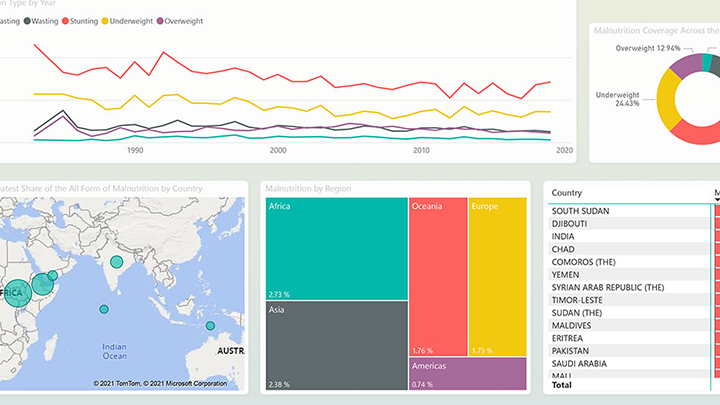 n Type by Year
asting Wasting Stunting Underweight Overweight
1990 2000 2010 2020
Malnutrition Coverage Across the
Overweight 12.94%
Underweight
24.43%
eatest Share of the All Form of Malnutrition by Country
FRICA
Indian
Ocean
AUSTR
© 2021 TomTom, © 2021 Microsoft Corporation
Malnutrition by Region
Africa
2.73 %
Asia
2.38 %
Oceania
1.76 %
Europe
1.73 %
Americas
0.74 %
Country M
SOUTH SUDAN
DJIBOUTI
INDIA
CHAD
COMOROS (THE)
YEMEN
SYRIAN ARAB REPUBLIC (THE)
TIMOR-LESTE
SUDAN (THE)
MALDIVES
ERITREA
PAKISTAN
SAUDI ARABIA
MALI
Total